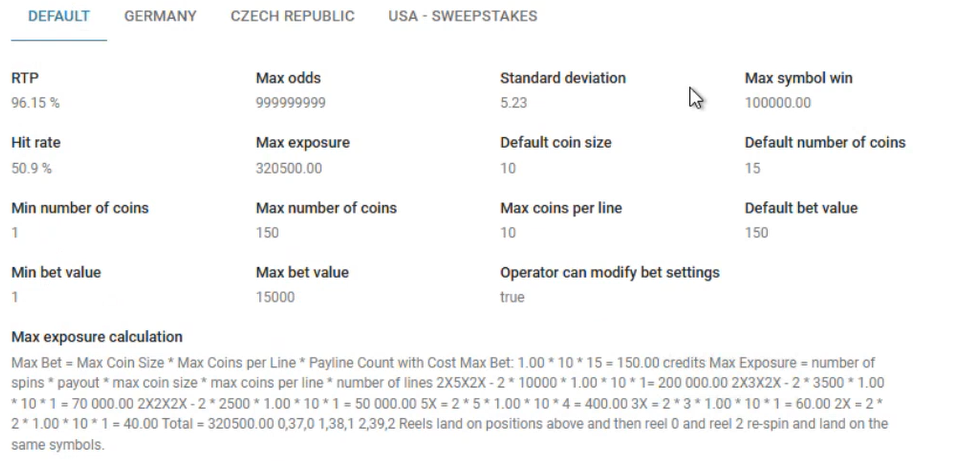 DEFAULT GERMANY CZECH REPUBLIC USA - SWEEPSTAKES
RTP Max odds Standard deviation Max symbol win
96.15 % 999999999 5.23 100000.00
Hit rate Max exposure Default coin size Default number of coins
50.9 % 320500.00 10 15
Min number of coins Max number of coins Max coins per line Default bet value
1 150 10 150
Min bet value Max bet value Operator can modify bet settings
1 15000 true
Max exposure calculation
Max Bet = Max Coin Size * Max Coins per Line * Payline Count with Cost Max Bet: 1.00 * 10 * 15 = 150.00 credits Max Exposure = number of
spins * payout * max coin size * max coins per line * number of lines 2X5X2X - 2 * 10000 * 1.00 * 10 * 1= 200 000.00 2X3X2X - 2 * 3500 * 1.00
* 10 * 1 = 70 000.00 2X2X2X - 2 * 2500 * 1.00 * 10 * 1 = 50 000.00 5X = 2 * 5 * 1.00 * 10 * 4 = 400.00 3X = 2 * 3 * 1.00 * 10 * 1 = 60.00 2X = 2 *
2 * 1.00 * 10 * 1 = 40.00 Total = 320500.00 0,37,0 1,38,1 2,39,2 Reels land on positions above and then reel 0 and reel 2 re-spin and land on the
same symbols.